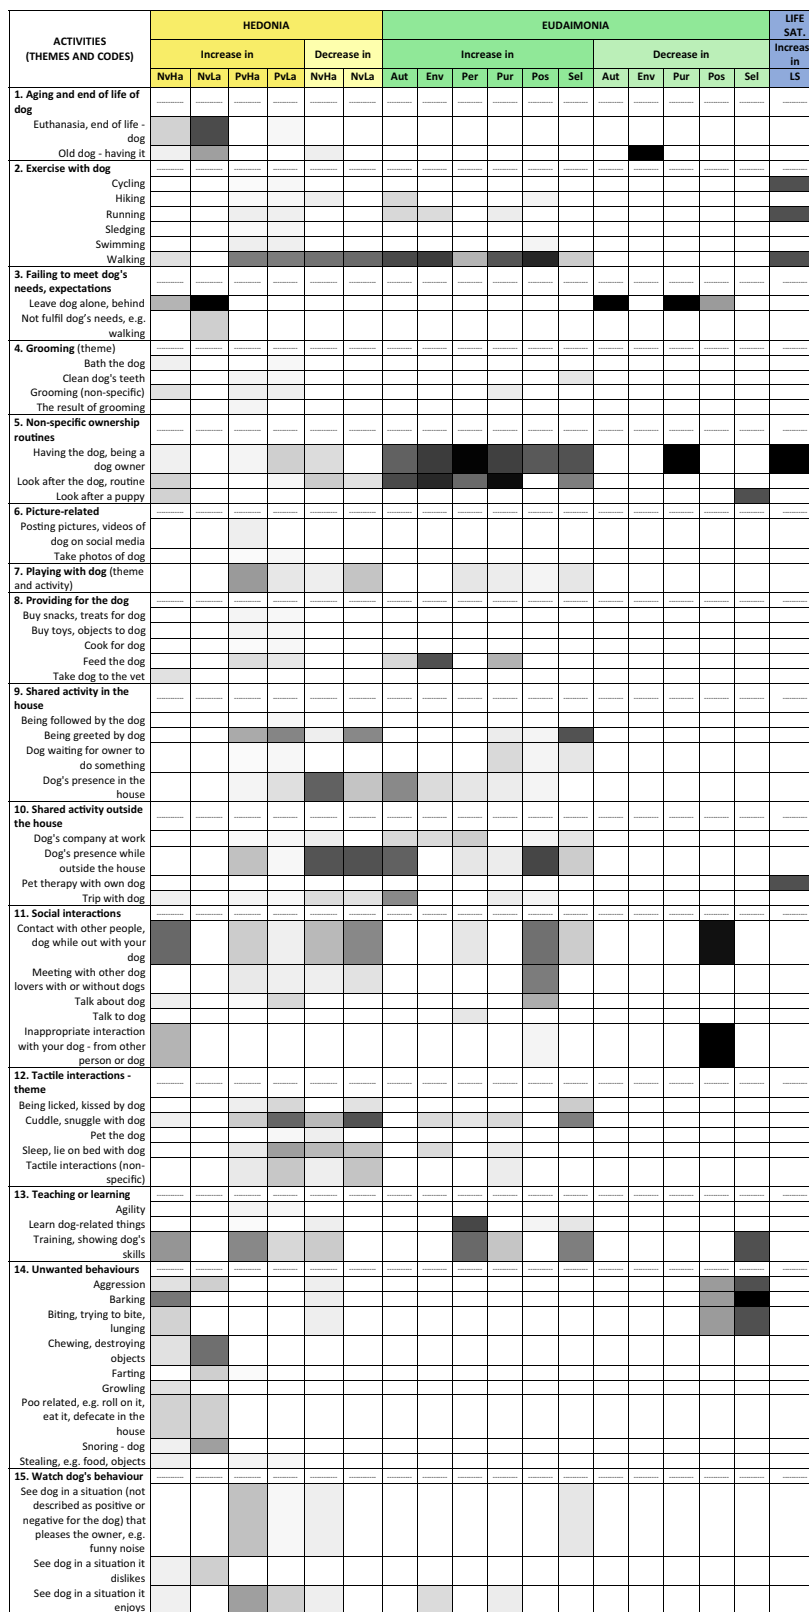 ACTIVITIES
(THEMES AND CODES)
HEDONIA
EUDAIMONIA
LIFE
SAT.
Increase in
Decrease in
Increase in
Decrease in
Increas
in
NvHa NvLa PvHa PvLa NvHa NvLa Aut Env Per Pur Pos Sel Aut Env Pur Pos Sel LS
1. Aging and end of life of
dog
Euthanasia, end of life -
dog
Old dog - having it
2. Exercise with dog
Cycling
Hiking
Running
Sledging
Swimming
Walking
3. Failing to meet dog's
needs, expectations
Leave dog alone, behind
Not fulfil dog's needs, e.g.
walking
4. Grooming (theme)
Bath the dog
Clean dog's teeth
Grooming (non-specific)
The result of grooming
5. Non-specific ownership
routines
Having the dog, being a
dog owner
Look after the dog, routine
Look after a puppy
6. Picture-related
Posting pictures, videos of
dog on social media
Take photos of dog
7. Playing with dog (theme
and activity)
8. Providing for the dog
Buy snacks, treats for dog
Buy toys, objects to dog
Cook for dog
Feed the dog
Take dog to the vet
9. Shared activity in the
house
Being followed by the dog
Being greeted by dog
Dog waiting for owner to
do something
Dog's presence in the
house
10. Shared activity outside
the house
Dog's company at work
Dog's presence while
outside the house
Pet therapy with own dog
Trip with dog
11. Social interactions
Contact with other people,
dog while out with your
dog
Meeting with other dog
lovers with or without dogs
Talk about dog
Talk to dog
Inappropriate interaction
with your dog - from other
person or dog
12. Tactile interactions -
theme
Being licked, kissed by dog
Cuddle, snuggle with dog
Pet the dog
Sleep, lie on bed with dog
Tactile interactions (non-
specific)
13. Teaching or learning
Agility
Learn dog-related things
Training, showing dog's
skills
14. Unwanted behaviours
Aggression
Barking
Biting, trying to bite,
lunging
Chewing, destroying
objects
Farting
Growling
Poo related, e.g. roll on it,
eat it, defecate in the
house
Snoring - dog
Stealing, e.g. food, objects
15. Watch dog's behaviour
See dog in a situation (not
described as positive or
negative for the dog) that
pleases the owner, e.g.
funny noise
See dog in a situation it
dislikes
See dog in a situation it
enjoys